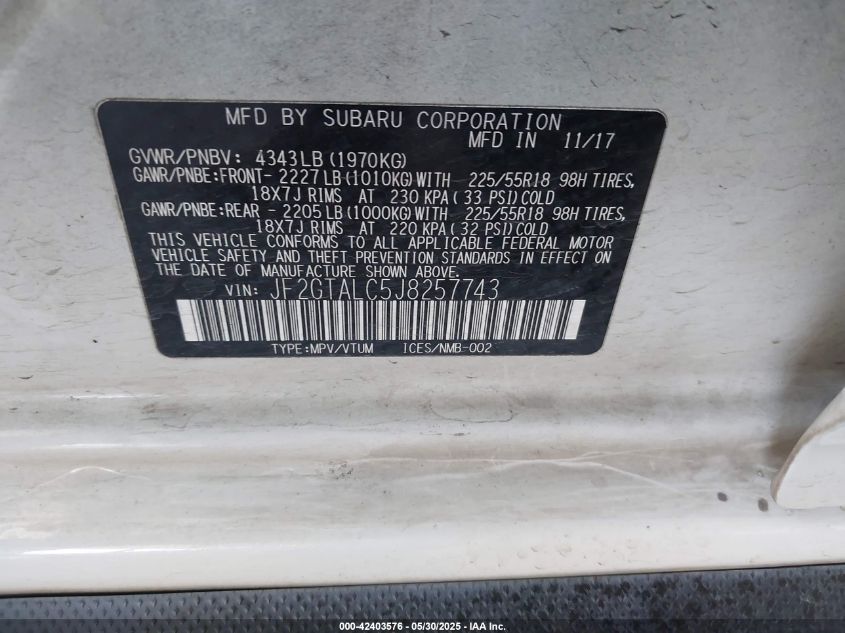 MFD BY SUBARU CORPORATION
MFD IN 11/17
GVWR/PNBV: 4343LB(1970KG)
GAWR/PNBE:FRONT- 2227LB(1010KG)WITH 225/55R18 98H TIRES,
18X7J RIMS AT 230 KPA( 33 PSI)COLD
GAWR/PNBE:REAR - 2205LB(1000KG)WITH 225/55R18 98H TIRES,
18X7J RIMS AT 220 KPA( 32 PSI)COLD
THIS VEHICLE CONFORMS TO ALL APPLICABLE FEDERAL MOTOR
VEHICLE SAFETY AND THEFT PREVENTION STANDARDS IN EFFECT ON
THE DATE OF MANUFACTURE SHOWN ABOVE.
VIN: JF2GTALC5J8257743
TYPE:MPV/VTUM ICES/NMB-002
000-42403576 - 05/30/2025 - IAA Inc.